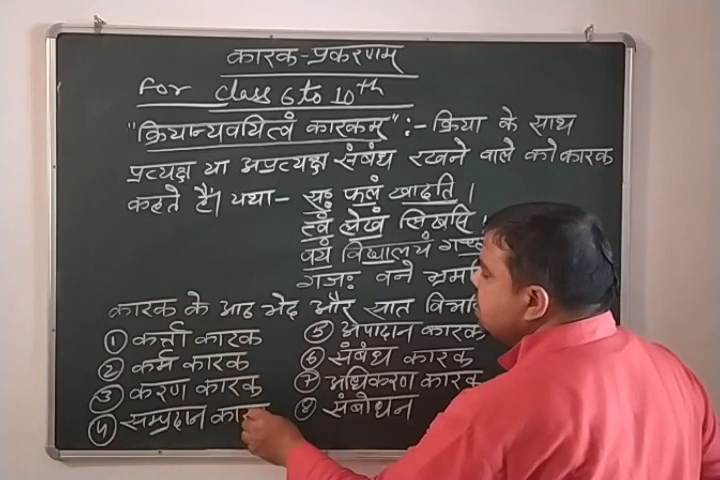 कारक-प्रकरणम्
For Class 6 to 10th
"क्रियान्वयित्वं कारकम्" :- क्रिया के साथ
प्रत्यक्ष या अप्रत्यक्ष संबंध रखने वाले को कारक
कहते हैं। यथा- सः फलं खादति।
त्वं लेखं लिखसि।
वयं विद्यालयं
गजः वने
कारक के आठ भेद और सात
① कर्त्ता कारक
② कर्म कारक
③ करण कारक
④ सम्प्रदान कारक
⑤ अपादान कारक
⑥ संबंध कारक
⑦ अधिकरण कारक
⑧ संबोधन